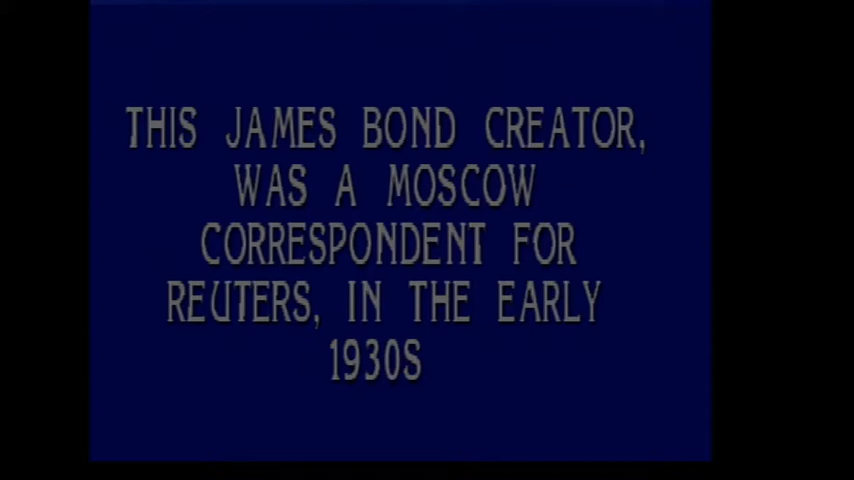 THIS JAMES BOND CREATOR,
WAS A MOSCOW
CORRESPONDENT FOR
REUTERS, IN THE EARLY
1930S